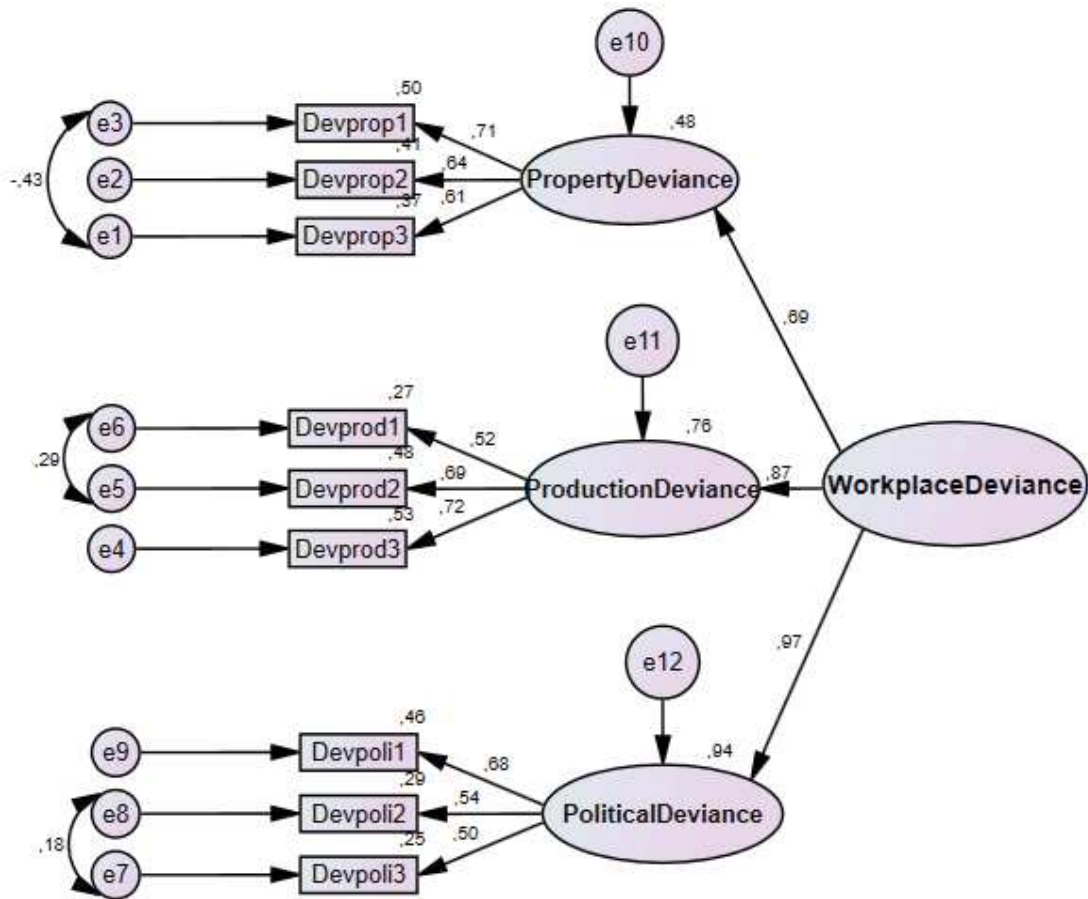 e10
,50
,48
e3
Devprop1
,71
,41
-,43
e2
Devprop2
,64
PropertyDeviance
,37
,61
e1
Devprop3
,69
e11
,27
e6
Devprod1
,52
,76
,29
,48
e5
Devprod2
,69
ProductionDeviance
,87
WorkplaceDeviance
,53
,72
e4
Devprod3
,97
e12
,46
e9
Devpoli1
,68
,94
,29
e8
Devpoli2
,54
PoliticalDeviance
,18
,25
,50
e7
Devpoli3